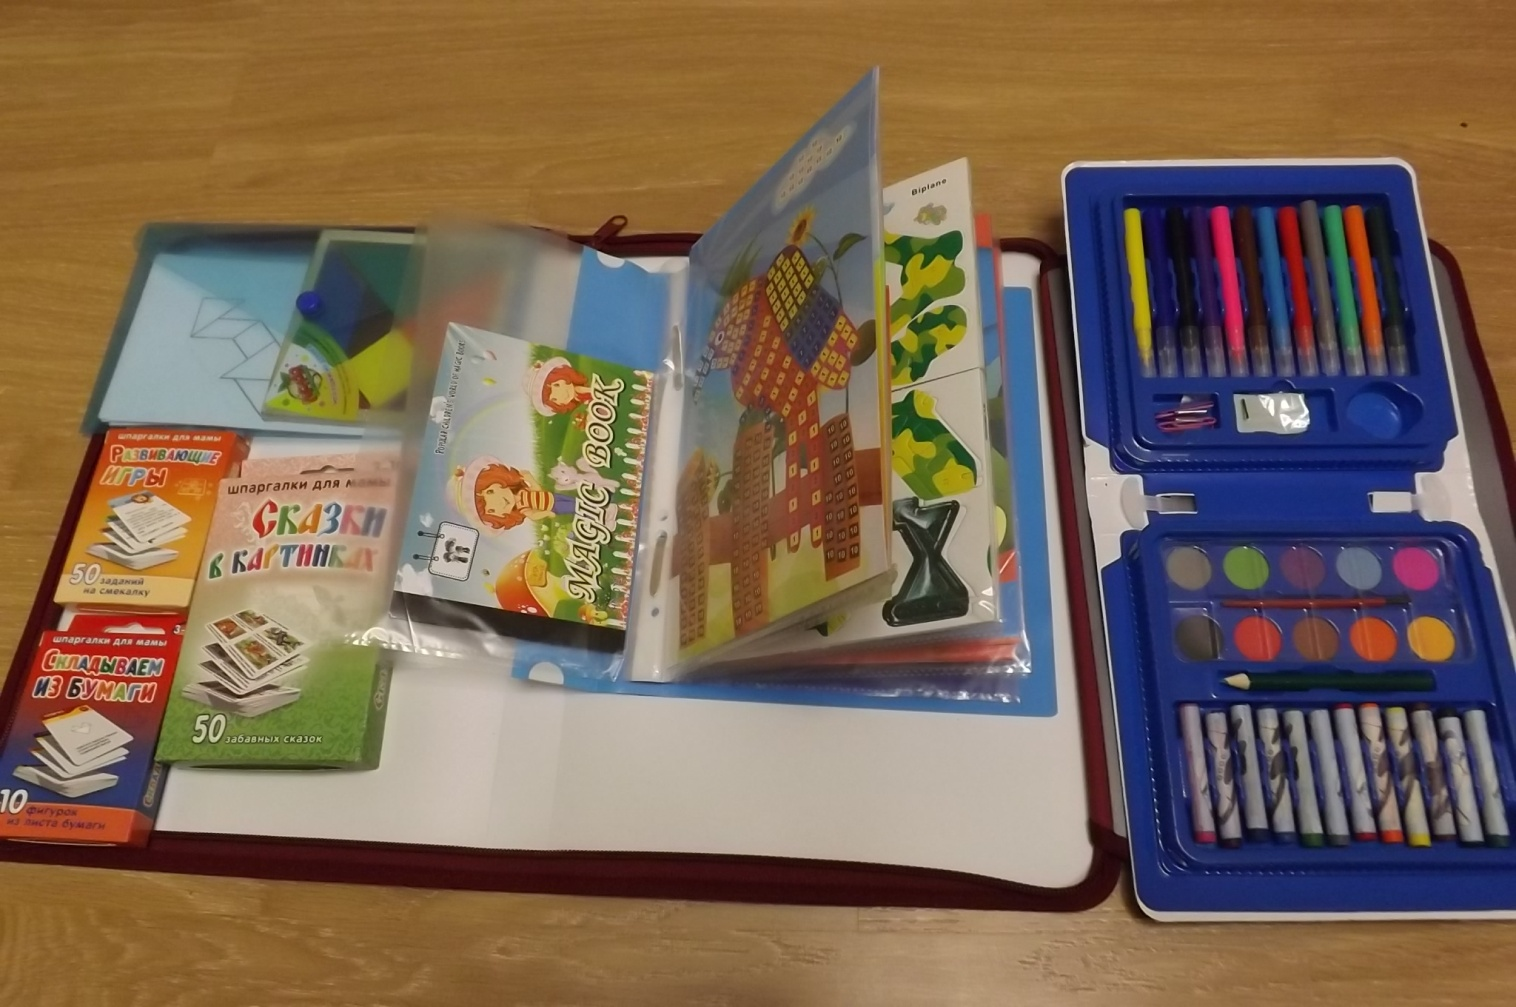 шпаргалки для мамы
РАЗВИВАЮЩИЕ
ИГРЫ
50 заданий
на смекалку
шпаргалки для мамы
СКАЗКИ
В КАРТИНКАХ
50 забавных сказок
шпаргалки для мамы
СКЛАДЫВАЕМ
ИЗ БУМАГИ
10 фигурок
из листа бумаги
MAGIC BOOK
Biplane